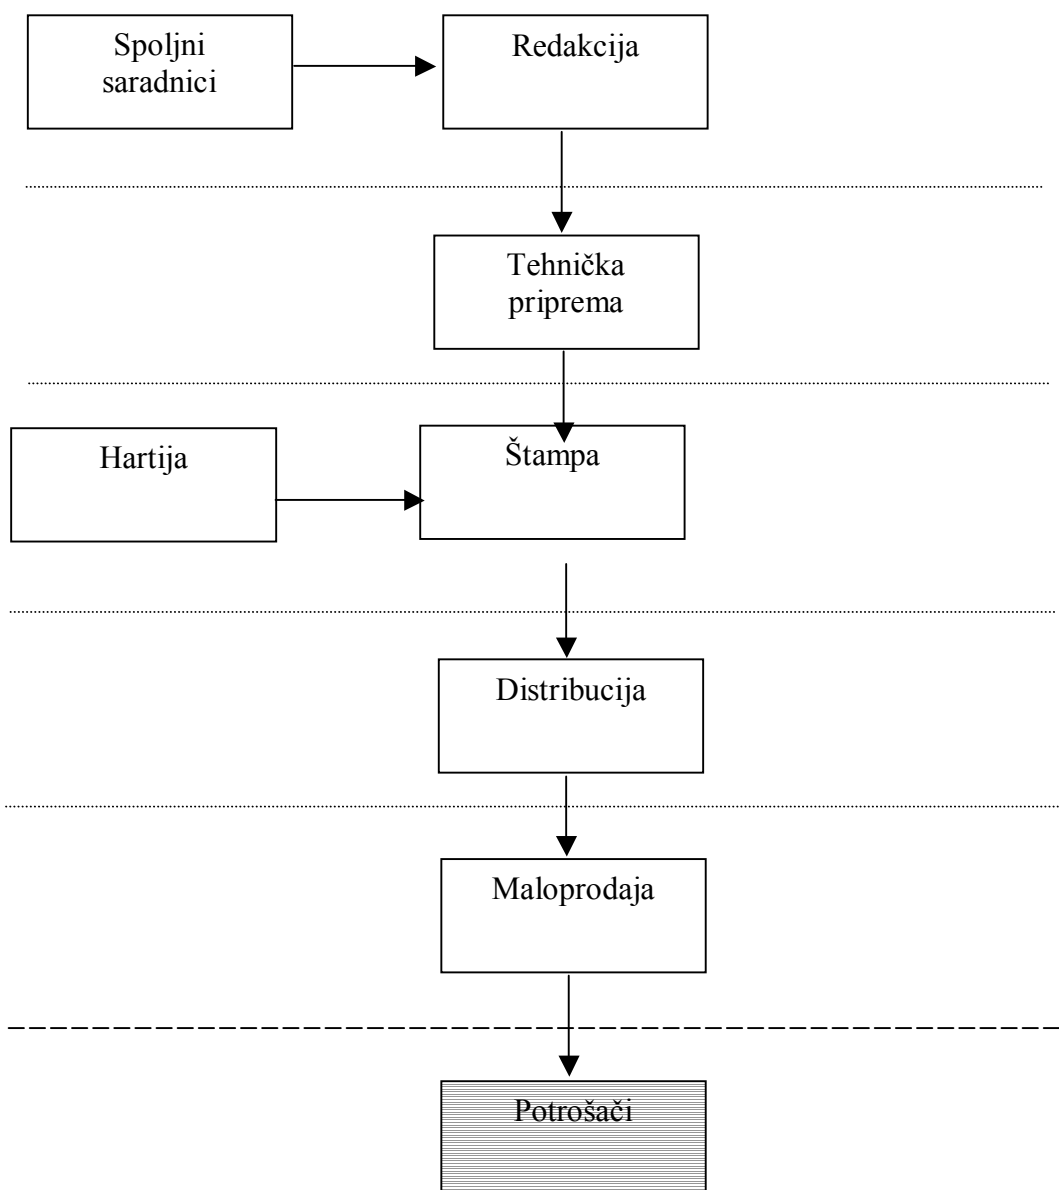 Spoljni
saradnici
Redakcija
Tehnička
priprema
Hartija
Štampa
Distribucija
Maloprodaja
Potrošači